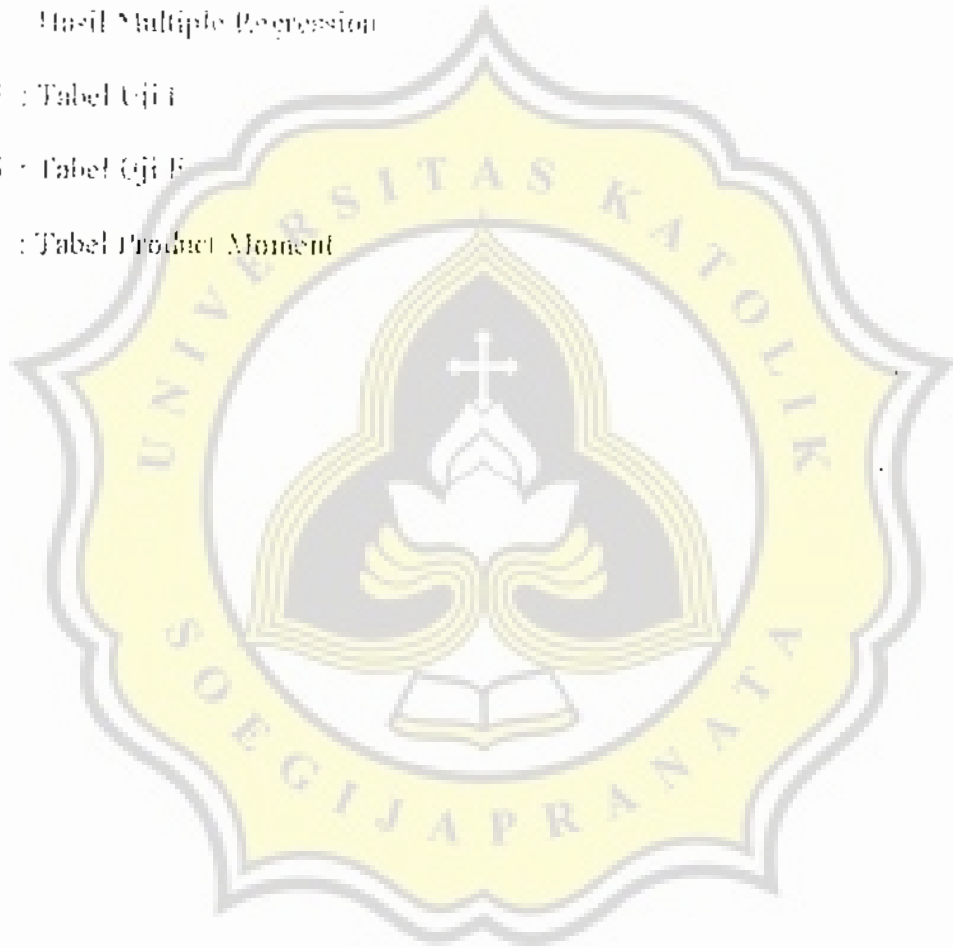 Hasil Multiple Regression
: Tabel Uji t
: Tabel Uji F
: Tabel Product Moment
UNIVERSITAS KATOLIK
SOEGIJAPRANATA